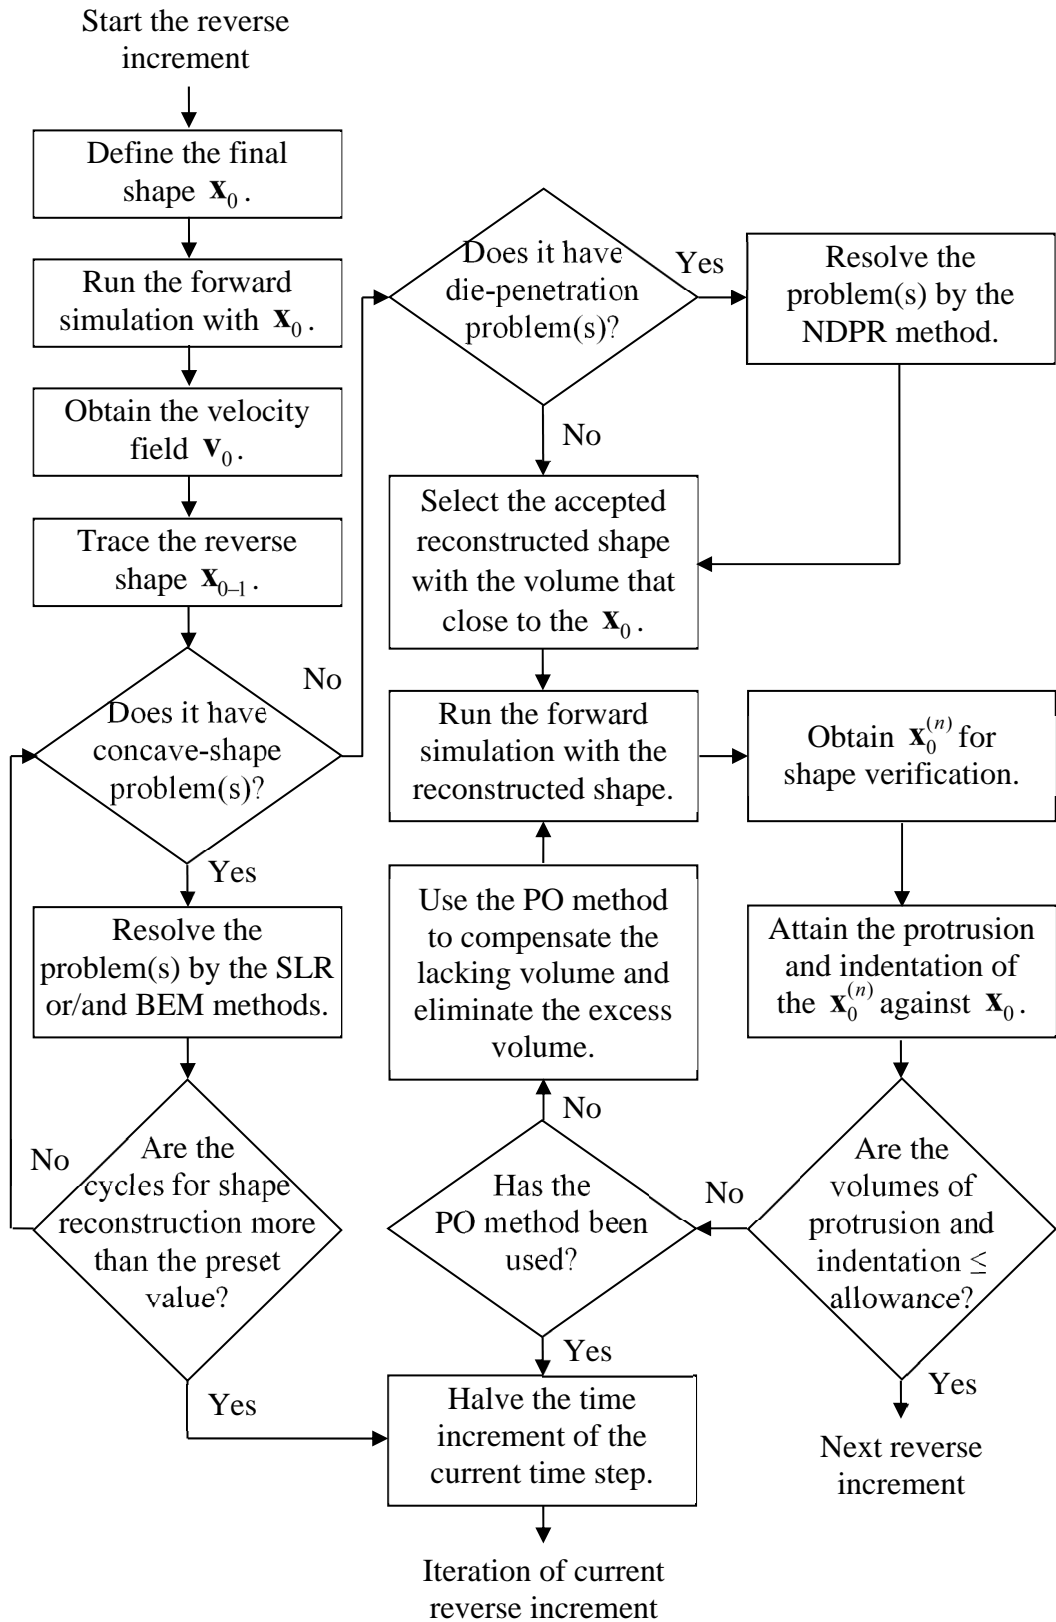 Start the reverse
increment
Define the final
shape x₀.
Run the forward
simulation with x₀.
Obtain the velocity
field v₀.
Trace the reverse
shape x₀₋₁.
No
Does it have
concave-shape
problem(s)?
Yes
Resolve the
problem(s) by the SLR
or/and BEM methods.
No
Are the
cycles for shape
reconstruction more
than the preset
value?
Yes
Does it have
die-penetration
problem(s)?
Yes
No
Resolve the
problem(s) by the
NDPR method.
Select the accepted
reconstructed shape
with the volume that
close to the x₀.
Run the forward
simulation with the
reconstructed shape.
Obtain x₀⁽ⁿ⁾ for
shape verification.
Attain the protrusion
and indentation of
the x₀⁽ⁿ⁾ against x₀.
Are the
volumes of
protrusion and
indentation ≤
allowance?
No
Yes
Next reverse
increment
Use the PO method
to compensate the
lacking volume and
eliminate the excess
volume.
No
Has the
PO method been
used?
Yes
Halve the time
increment of the
current time step.
Iteration of current
reverse increment